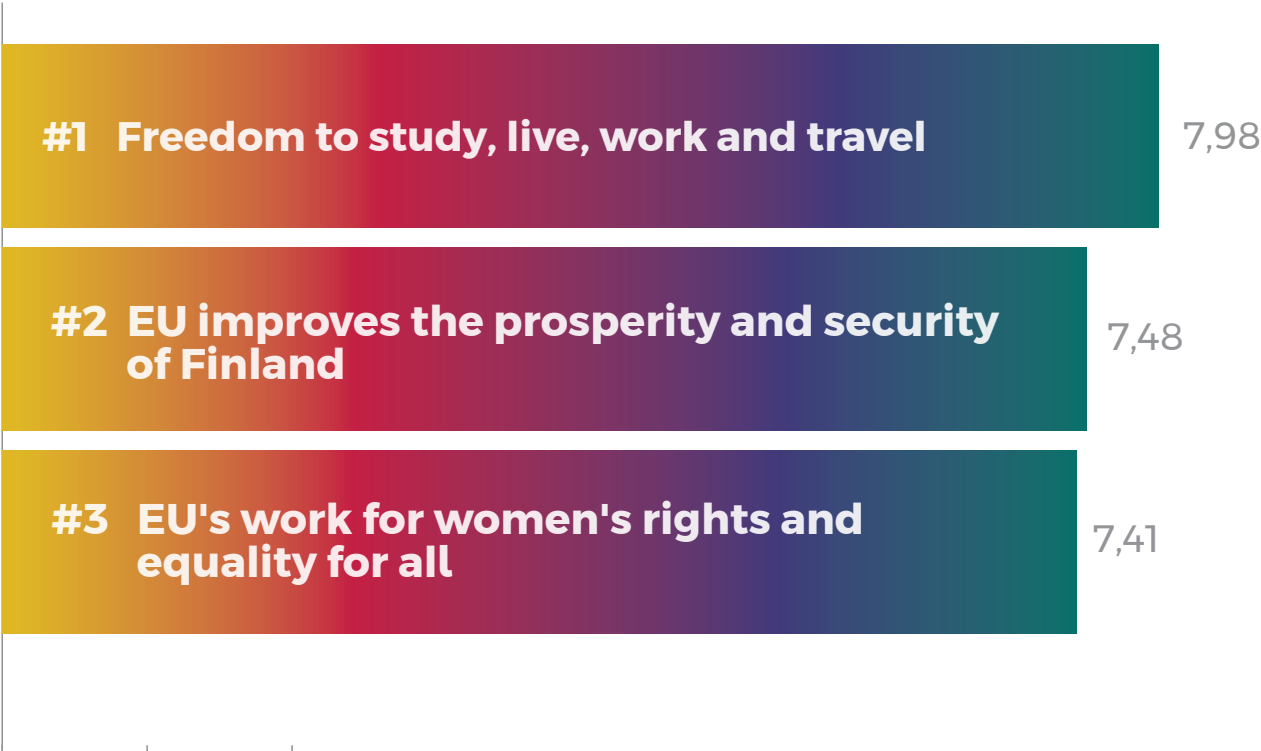 #1 Freedom to study, live, work and travel
7,98
#2 EU improves the prosperity and security
of Finland
7,48
#3 EU's work for women's rights and
equality for all
7,41